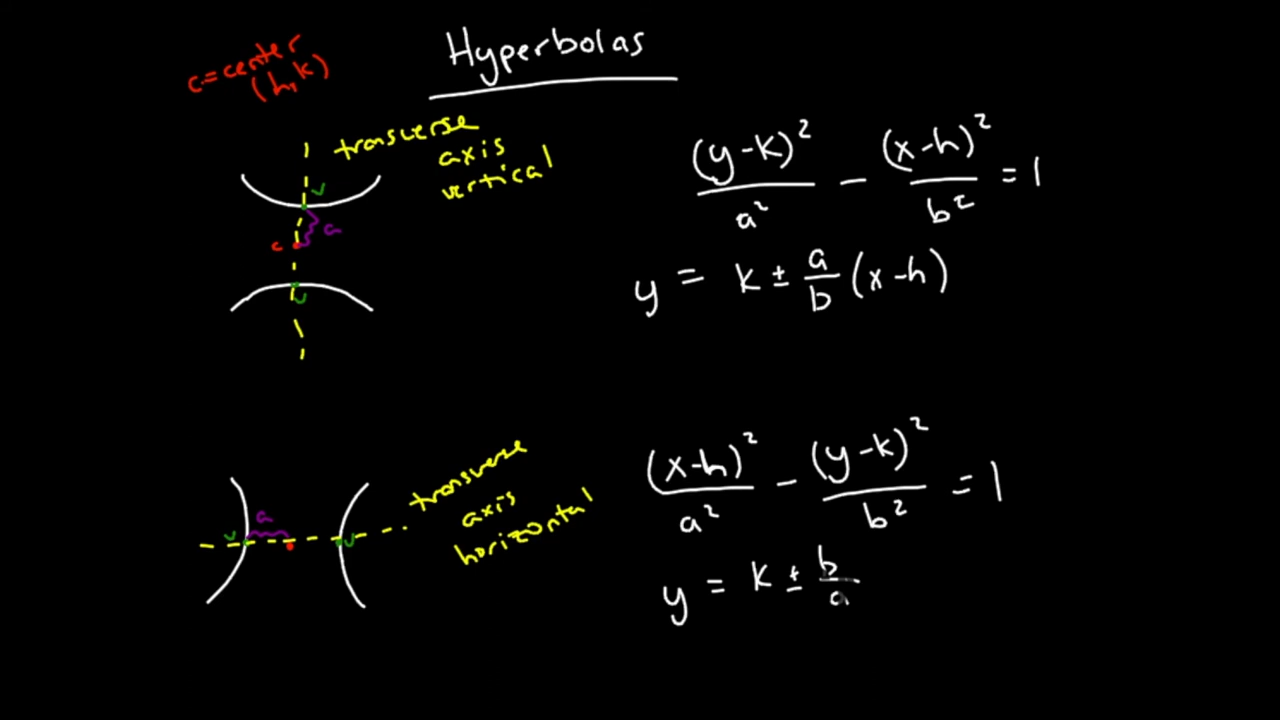 Hyperbolas
c = center
(h, k)
transverse
axis
vertical
v
a
c
v
(y-k)²/a² - (x-h)²/b² = 1
y = k ± a/b (x-h)
transverse
axis
horizontal
a
v
v
(x-h)²/a² - (y-k)²/b² = 1
y = k ± b/a